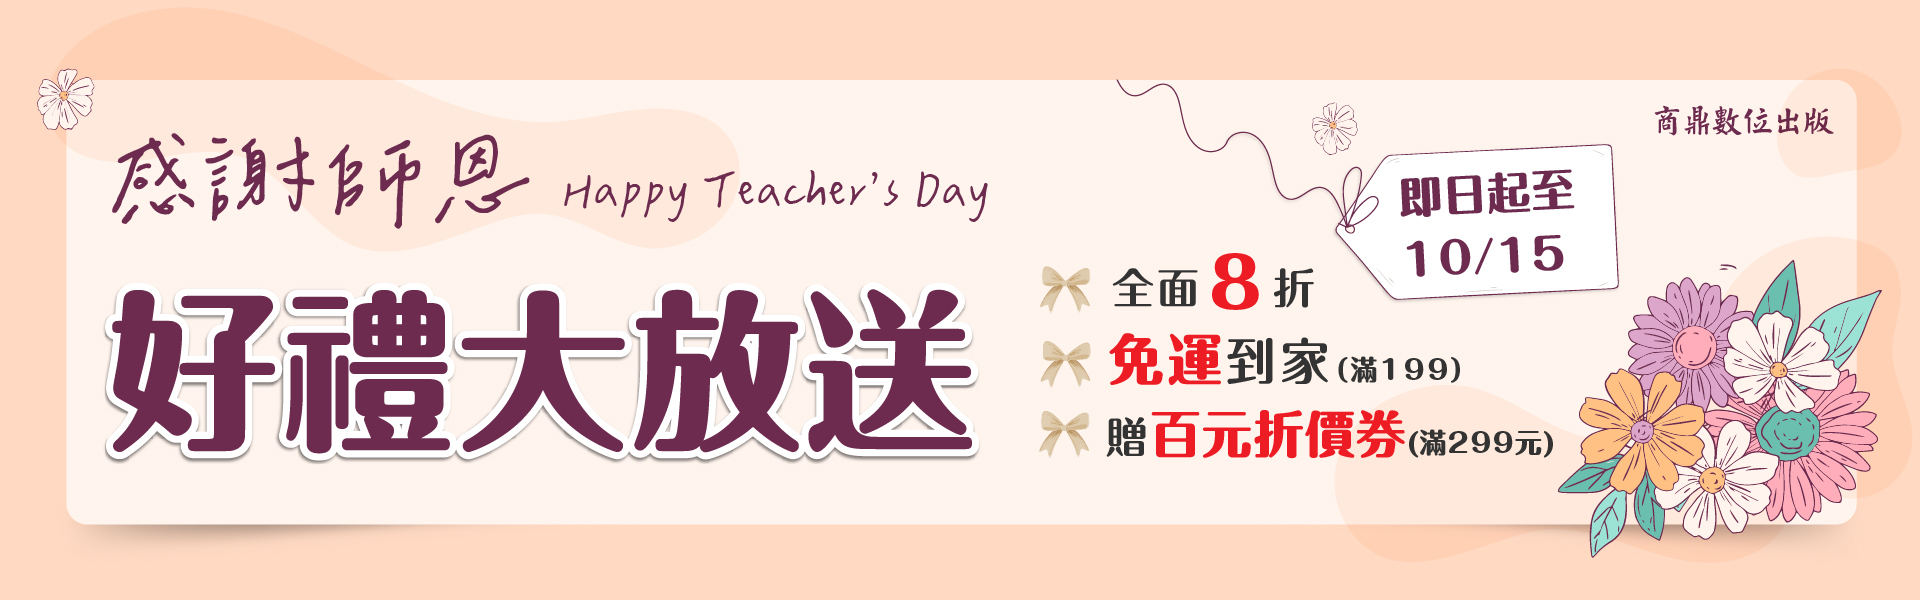 感謝師恩 Happy Teacher's Day
好禮大放送
商鼎數位出版
即日起至
10/15
全面8折
免運到家(滿199)
贈百元折價券(滿299元)